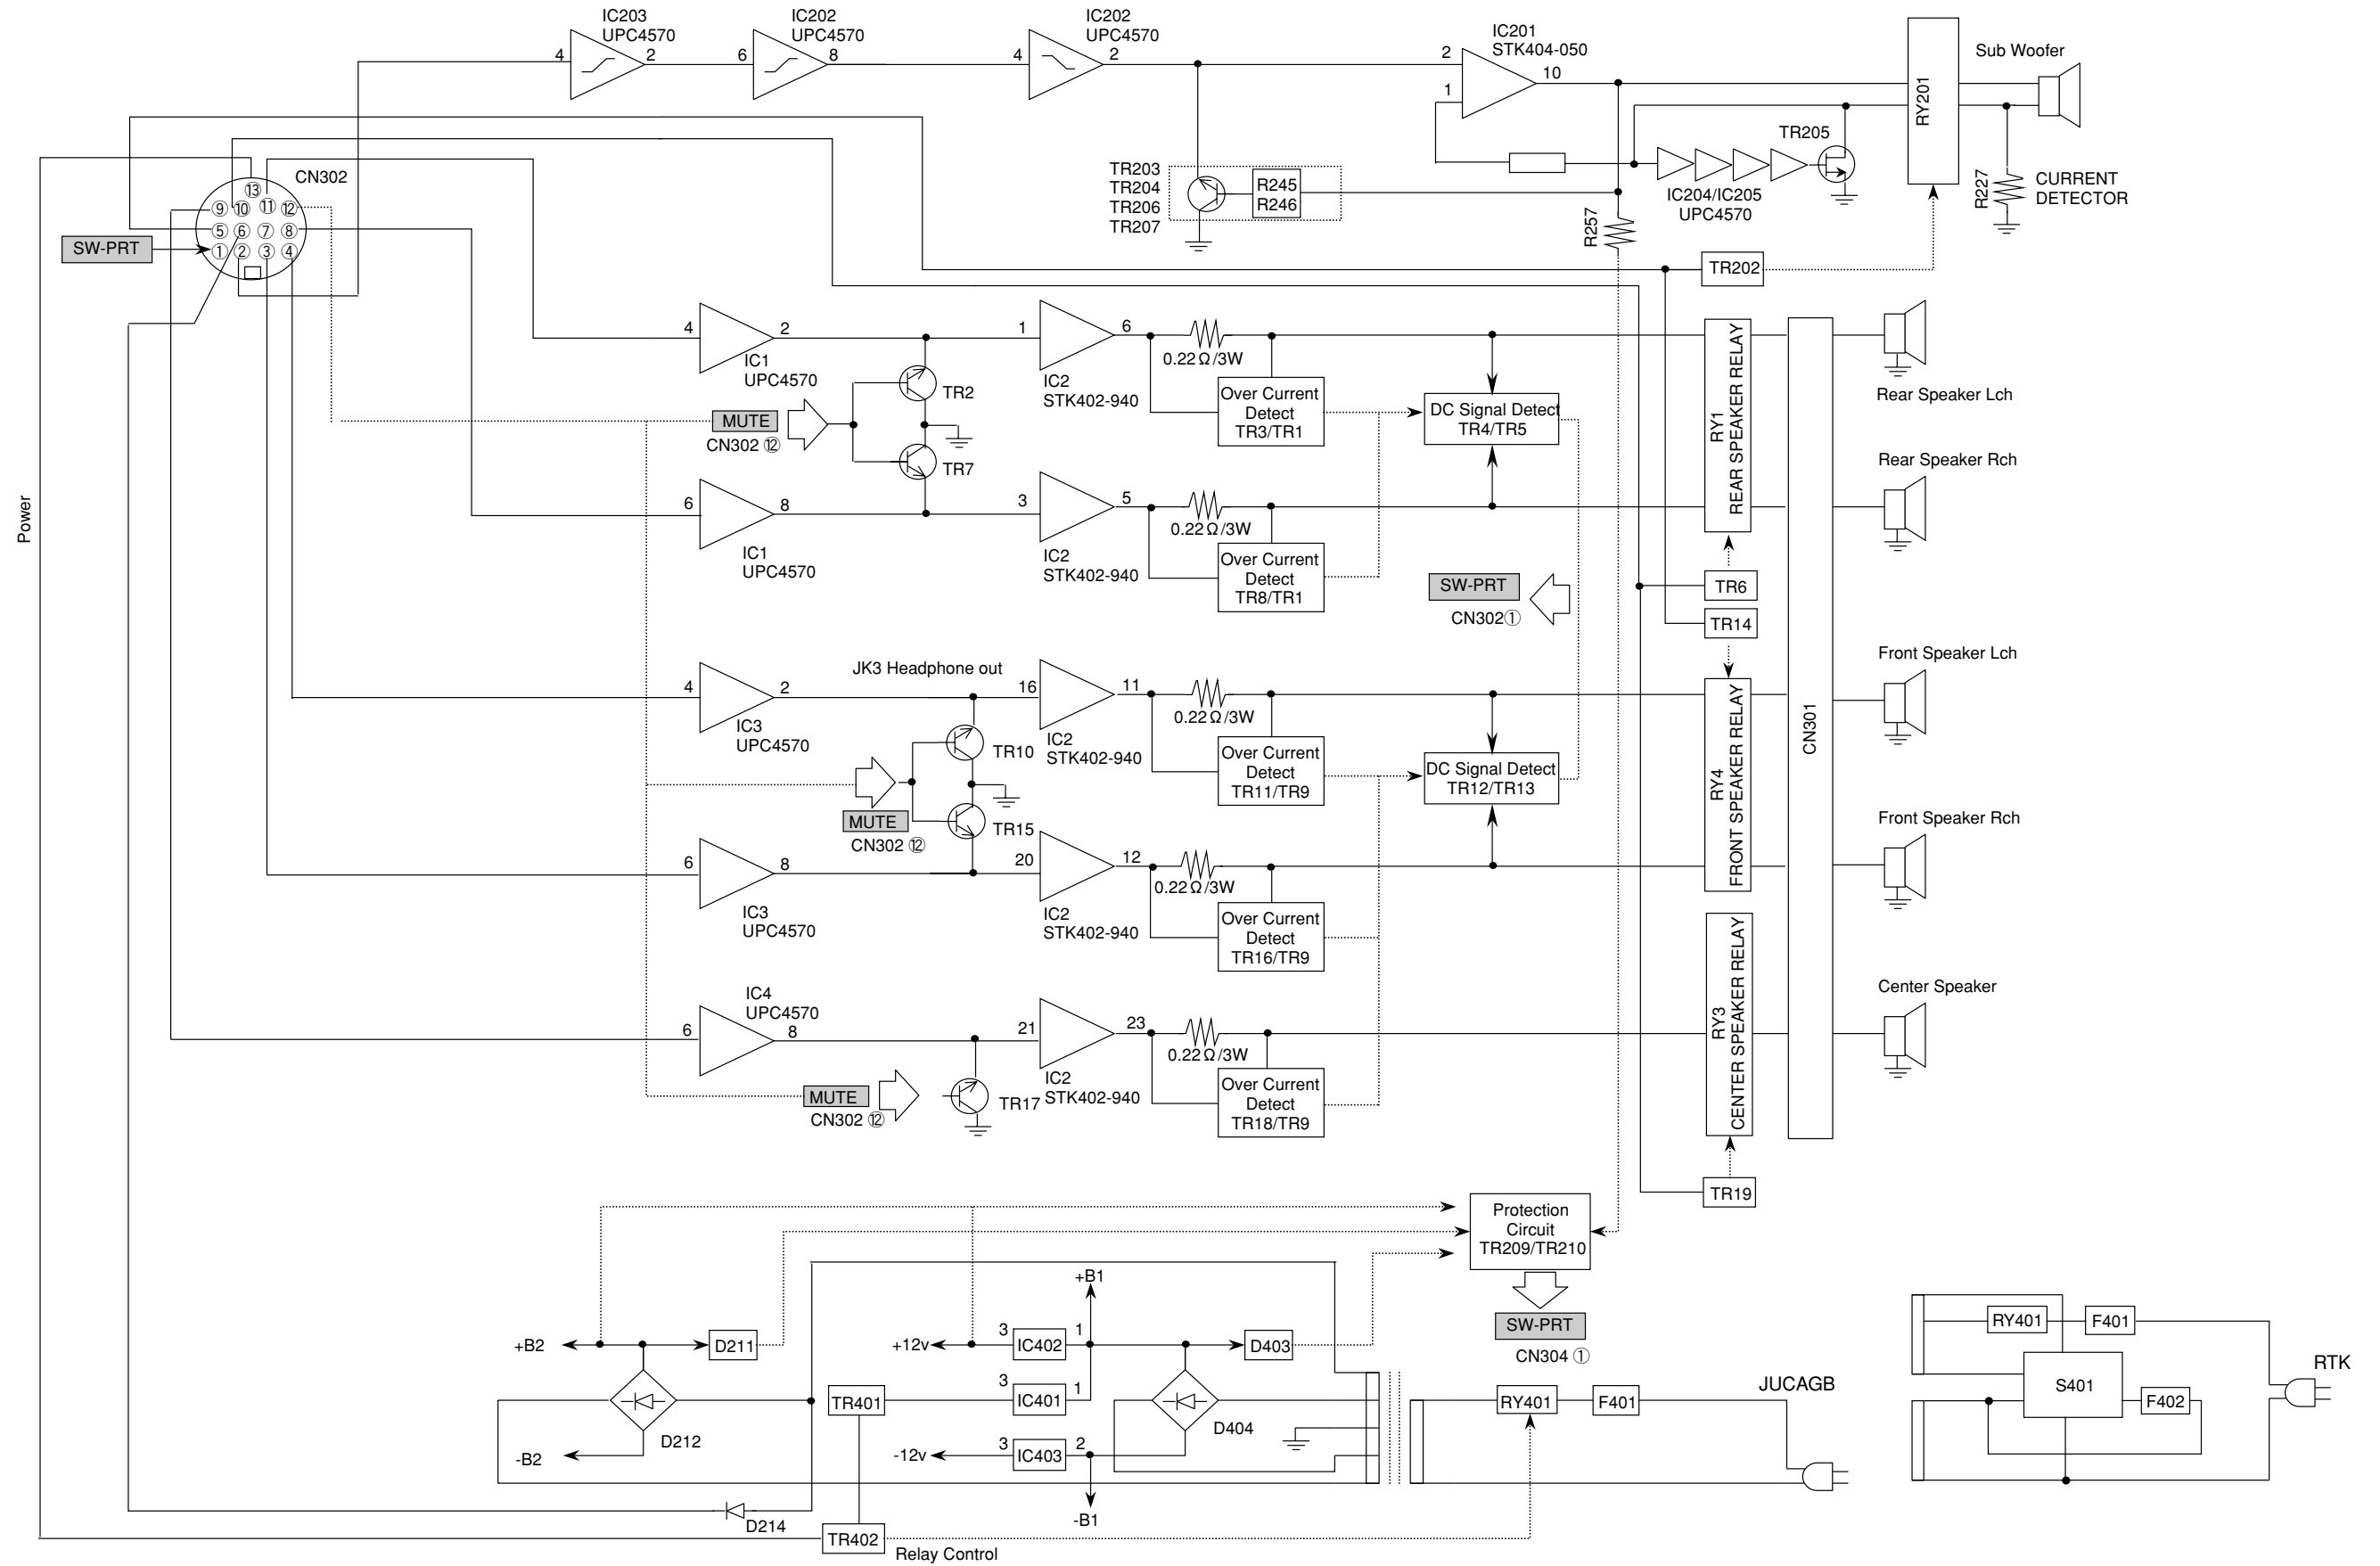 IC203
UPC4570
4
2
IC202
UPC4570
6
8
IC202
UPC4570
4
2
IC201
STK404-050
2
10
1
RY201
Sub Woofer
TR205
IC204/IC205
UPC4570
R227
CURRENT
DETECTOR
TR203
TR204
TR206
TR207
R245
R246
R257
CN302
⑬
⑨ ⑩ ⑪ ⑫
⑤ ⑥ ⑦ ⑧
① ② ③ ④
SW-PRT
Power
TR202
4
2
IC1
UPC4570
1
6
IC2
STK402-940
0.22Ω/3W
Over Current
Detect
TR3/TR1
DC Signal Detect
TR4/TR5
MUTE
CN302 ⑫
TR2
TR7
RY1
REAR SPEAKER RELAY
Rear Speaker Lch
6
8
IC1
UPC4570
3
5
IC2
STK402-940
0.22Ω/3W
Over Current
Detect
TR8/TR1
Rear Speaker Rch
SW-PRT
CN302①
TR6
TR14
4
2
IC3
UPC4570
JK3 Headphone out
16
11
IC2
STK402-940
0.22Ω/3W
Over Current
Detect
TR11/TR9
DC Signal Detect
TR12/TR13
TR10
MUTE
CN302 ⑫
TR15
RY4
FRONT SPEAKER RELAY
CN301
Front Speaker Lch
6
8
IC3
UPC4570
20
12
IC2
STK402-940
0.22Ω/3W
Over Current
Detect
TR16/TR9
Front Speaker Rch
IC4
UPC4570
6
8
21
23
IC2
STK402-940
0.22Ω/3W
Over Current
Detect
TR18/TR9
MUTE
CN302 ⑫
TR17
RY3
CENTER SPEAKER RELAY
Center Speaker
TR19
Protection
Circuit
TR209/TR210
SW-PRT
CN304 ①
+B1
+B2
D211
+12v
3
IC402
1
D403
TR401
3
IC401
1
D212
-B2
-12v
3
IC403
2
D404
-B1
D214
TR402
Relay Control
RY401
F401
JUCAGB
RY401
F401
S401
F402
RTK